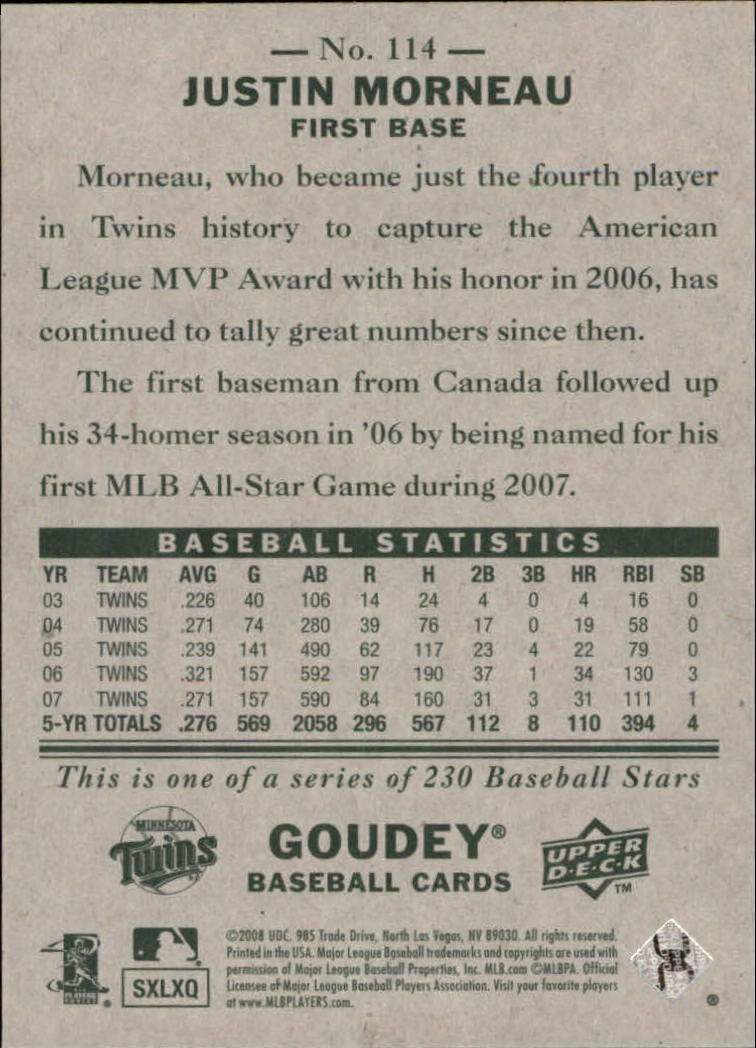 — No. 114 —
JUSTIN MORNEAU
FIRST BASE
Morneau, who became just the fourth player
in Twins history to capture the American
League MVP Award with his honor in 2006, has
continued to tally great numbers since then.
The first baseman from Canada followed up
his 34-homer season in '06 by being named for his
first MLB All-Star Game during 2007.
BASEBALL STATISTICS
YR TEAM AVG G AB R H 2B 3B HR RBI SB
03 TWINS .226 40 106 14 24 4 0 4 16 0
04 TWINS .271 74 280 39 76 17 0 19 58 0
05 TWINS .239 141 490 62 117 23 4 22 79 0
06 TWINS .321 157 592 97 190 37 1 34 130 3
07 TWINS .271 157 590 84 160 31 3 31 111 1
5-YR TOTALS .276 569 2058 296 567 112 8 110 394 4
This is one of a series of 230 Baseball Stars
MINNESOTA
Twins
GOUDEY®
BASEBALL CARDS
UPPER
D·E·C·K
TM
©2008 UDC. 985 Trade Drive, North Las Vegas, NV 89030. All rights reserved.
Printed in the USA. Major League Baseball trademarks and copyrights are used with
permission of Major League Baseball Properties, Inc. MLB.com ©MLBPA. Official
Licensee of Major League Baseball Players Association. Visit your favorite players
at www.MLBPLAYERS.com.
SXLXQ
®